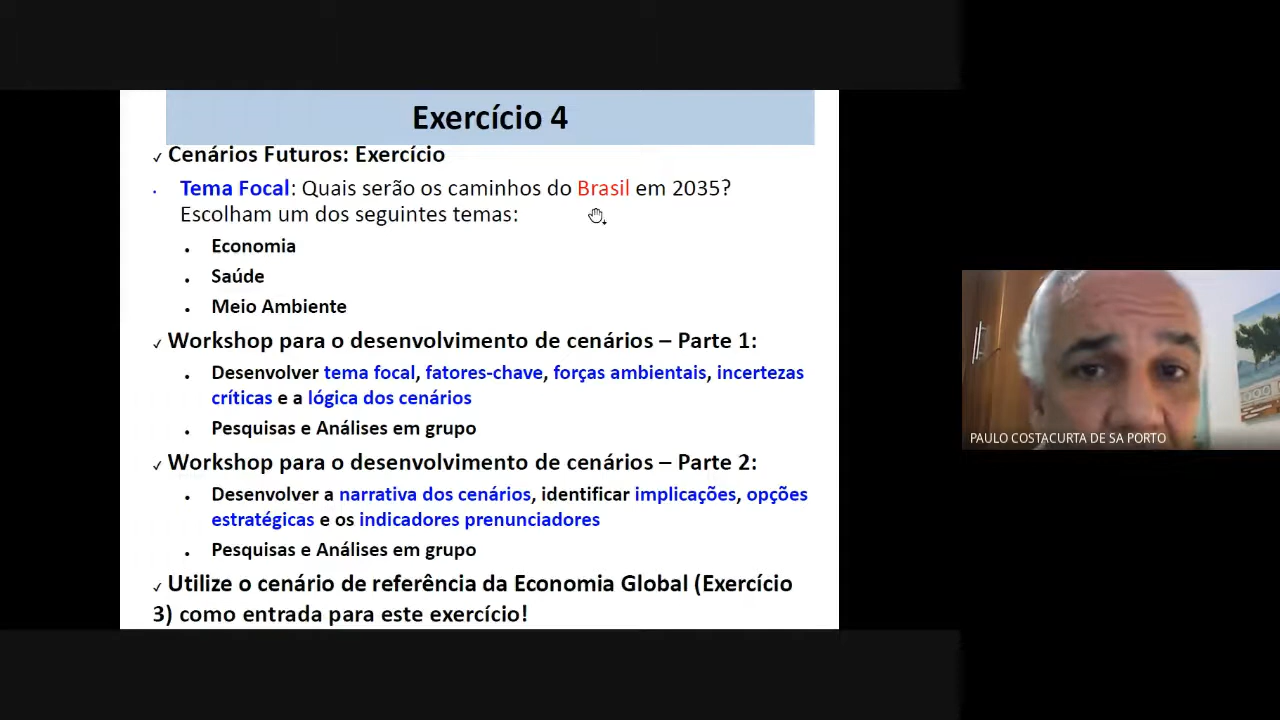 Exercício 4
✓ Cenários Futuros: Exercício
• Tema Focal: Quais serão os caminhos do Brasil em 2035?
Escolham um dos seguintes temas:
• Economia
• Saúde
• Meio Ambiente
✓ Workshop para o desenvolvimento de cenários – Parte 1:
• Desenvolver tema focal, fatores-chave, forças ambientais, incertezas
críticas e a lógica dos cenários
• Pesquisas e Análises em grupo
✓ Workshop para o desenvolvimento de cenários – Parte 2:
• Desenvolver a narrativa dos cenários, identificar implicações, opções
estratégicas e os indicadores prenunciadores
• Pesquisas e Análises em grupo
✓ Utilize o cenário de referência da Economia Global (Exercício
3) como entrada para este exercício!
PAULO COSTACURTA DE SA PORTO